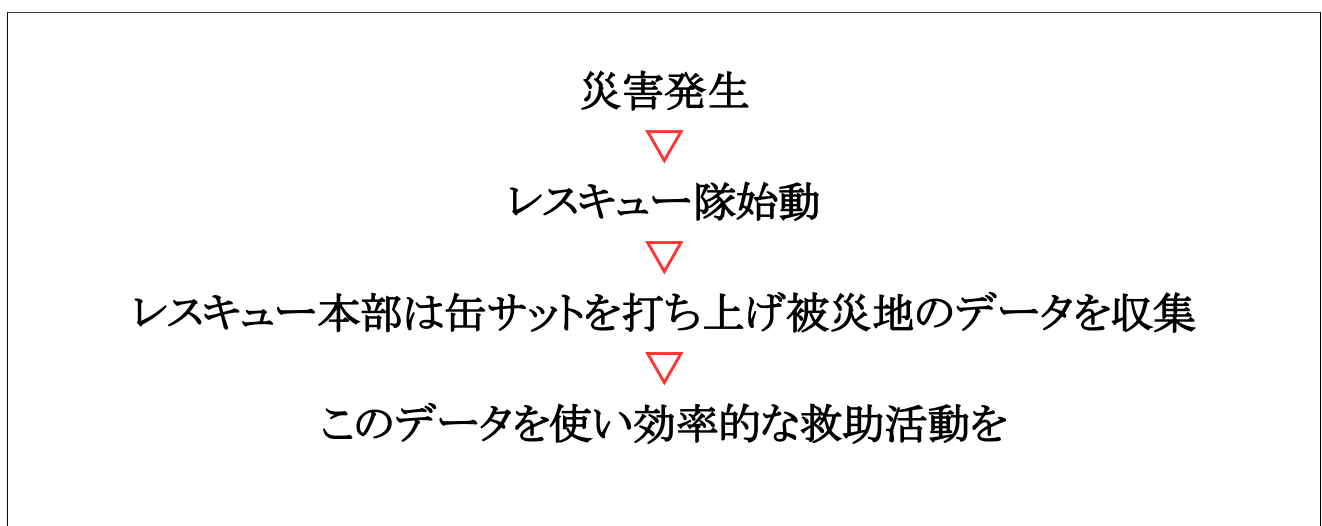 災害発生
▽
レスキュー隊始動
▽
レスキュー本部は缶サットを打ち上げ被災地のデータを収集
▽
このデータを使い効率的な救助活動を